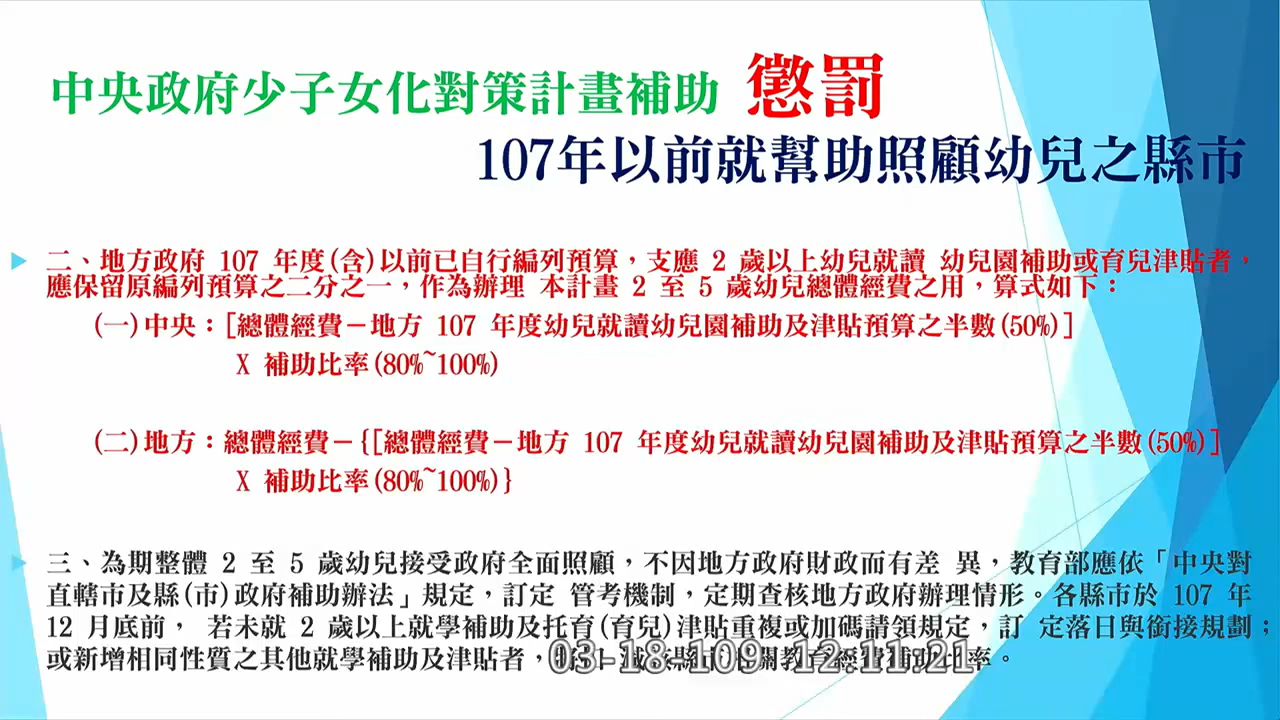 中央政府少子女化對策計畫補助 懲罰
107年以前就幫助照顧幼兒之縣市
二、地方政府 107 年度(含)以前已自行編列預算，支應 2 歲以上幼兒就讀 幼兒園補助或育兒津貼者，
應保留原編列預算之二分之一，作為辦理 本計畫 2 至 5 歲幼兒總體經費之用，算式如下：
(一)中央：[總體經費－地方 107 年度幼兒就讀幼兒園補助及津貼預算之半數(50%)]
X 補助比率(80%~100%)
(二)地方：總體經費－{[總體經費－地方 107 年度幼兒就讀幼兒園補助及津貼預算之半數(50%)]
X 補助比率(80%~100%)}
三、為期整體 2 至 5 歲幼兒接受政府全面照顧，不因地方政府財政而有差 異，教育部應依「中央對
直轄市及縣(市)政府補助辦法」規定，訂定 管考機制，定期查核地方政府辦理情形。各縣市於 107 年
12 月底前， 若未就 2 歲以上就學補助及托育(育兒)津貼重複或加碼請領規定，訂 定落日與銜接規劃；
或新增相同性質之其他就學補助及津貼者，
率。
03-18-109 12.11.21